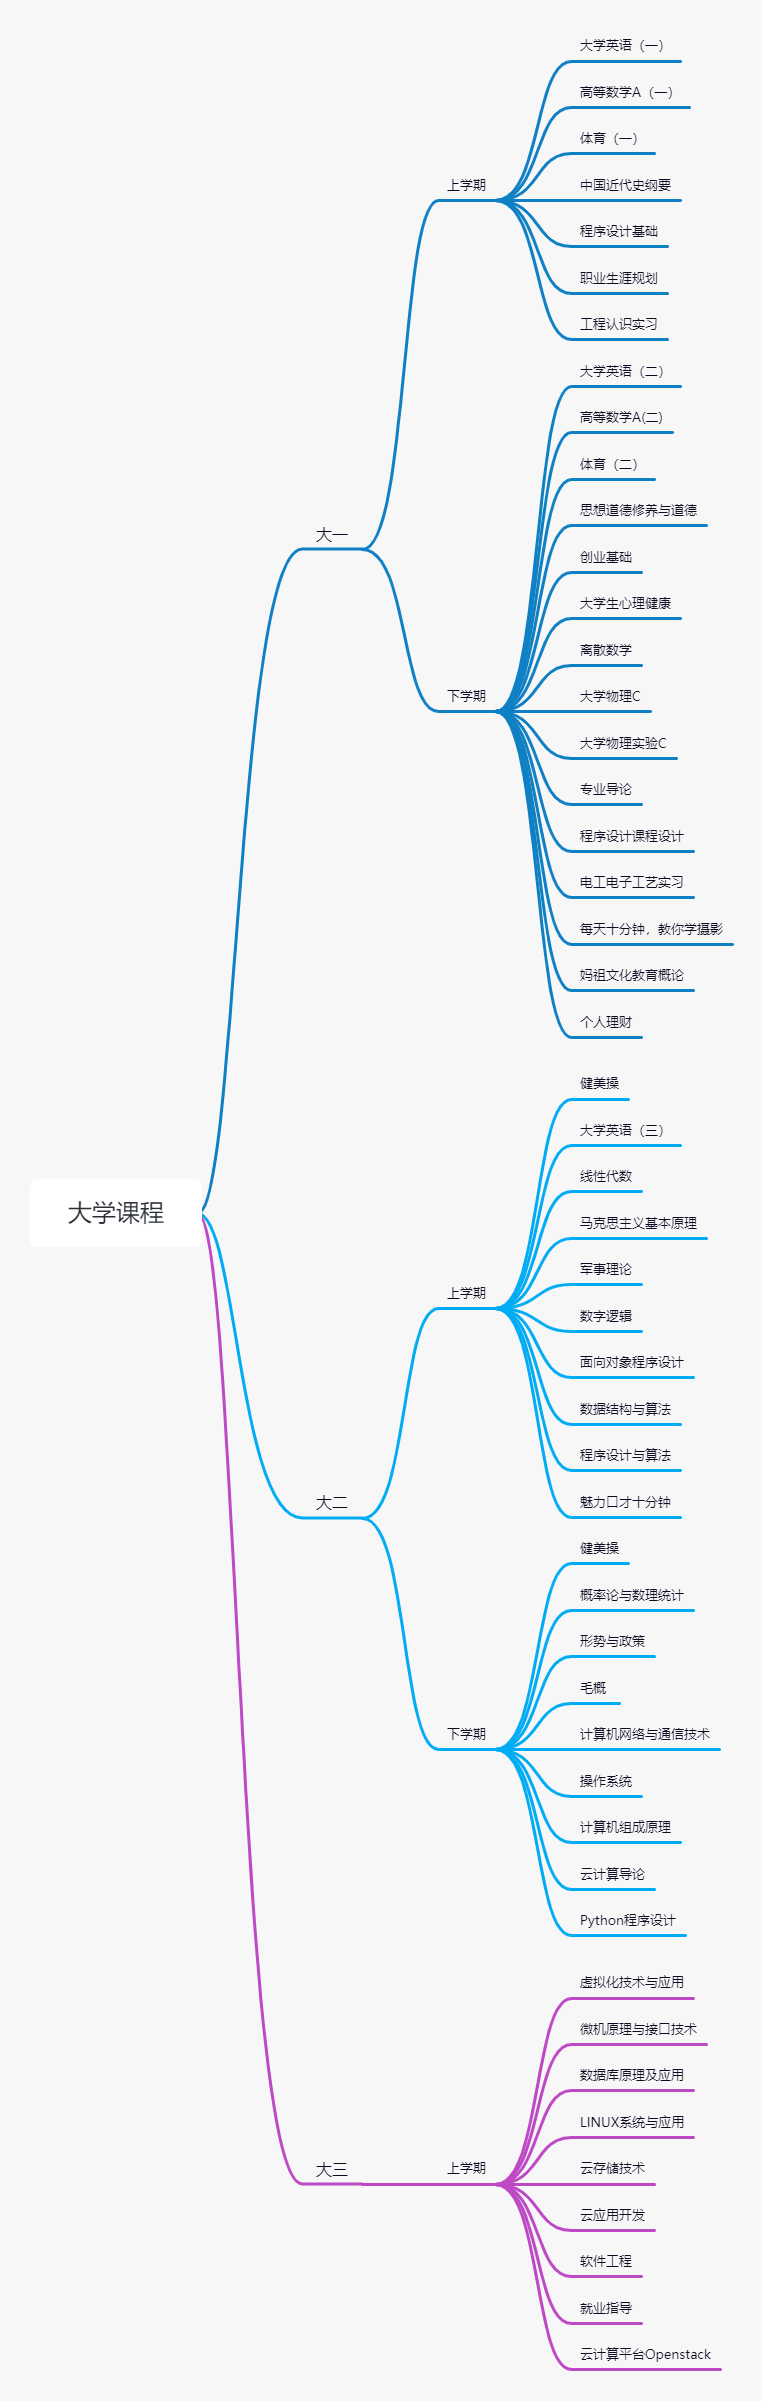 大学课程
大一
上学期
大学英语（一）
高等数学A（一）
体育（一）
中国近代史纲要
程序设计基础
职业生涯规划
工程认识实习
下学期
大学英语（二）
高等数学A(二)
体育（二）
思想道德修养与道德
创业基础
大学生心理健康
离散数学
大学物理C
大学物理实验C
专业导论
程序设计课程设计
电工电子工艺实习
每天十分钟，教你学摄影
妈祖文化教育概论
个人理财
大二
上学期
健美操
大学英语（三）
线性代数
马克思主义基本原理
军事理论
数字逻辑
面向对象程序设计
数据结构与算法
程序设计与算法
魅力口才十分钟
下学期
健美操
概率论与数理统计
形势与政策
毛概
计算机网络与通信技术
操作系统
计算机组成原理
云计算导论
Python程序设计
大三
上学期
虚拟化技术与应用
微机原理与接口技术
数据库原理及应用
LINUX系统与应用
云存储技术
云应用开发
软件工程
就业指导
云计算平台Openstack